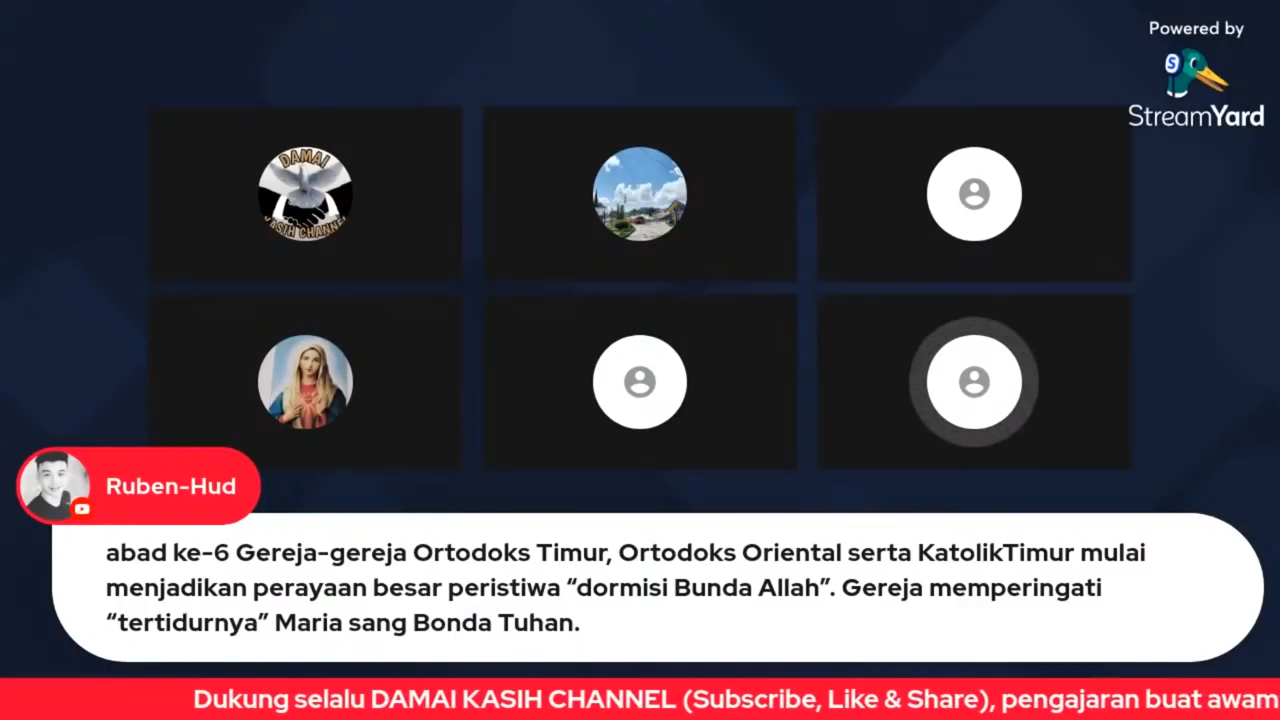 Powered by
StreamYard
DAMAI
KASIH CHANNEL
Ruben-Hud
abad ke-6 Gereja-gereja Ortodoks Timur, Ortodoks Oriental serta KatolikTimur mulai
menjadikan perayaan besar peristiwa “dormisi Bunda Allah”. Gereja memperingati
“tertidurnya” Maria sang Bonda Tuhan.
Dukung selalu DAMAI KASIH CHANNEL (Subscribe, Like & Share), pengajaran buat awam